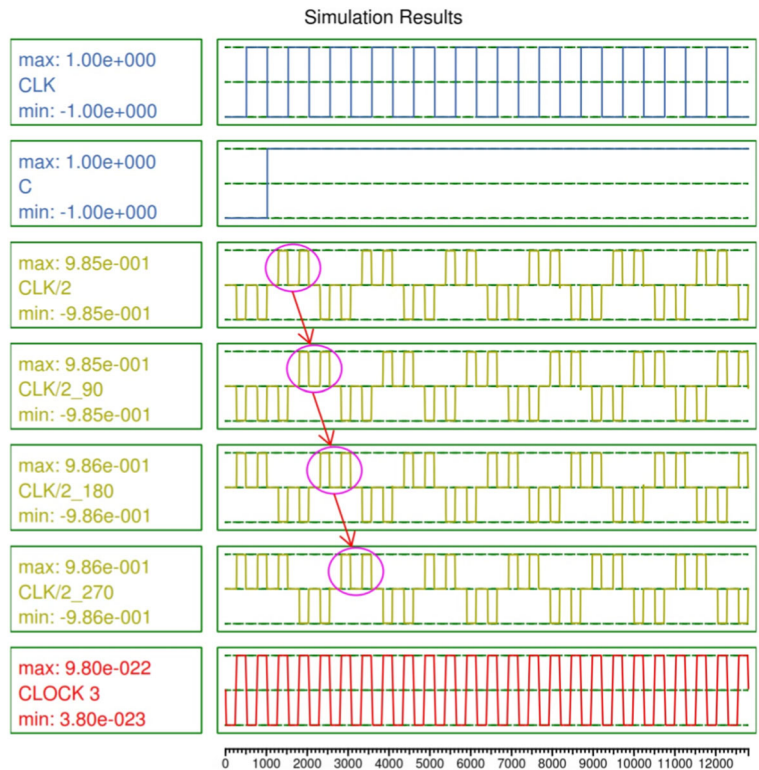 Simulation Results
max: 1.00e+000
CLK
min: -1.00e+000
max: 1.00e+000
C
min: -1.00e+000
max: 9.85e-001
CLK/2
min: -9.85e-001
max: 9.85e-001
CLK/2_90
min: -9.85e-001
max: 9.86e-001
CLK/2_180
min: -9.86e-001
max: 9.86e-001
CLK/2_270
min: -9.86e-001
max: 9.80e-022
CLOCK 3
min: 3.80e-023
0 1000 2000 3000 4000 5000 6000 7000 8000 9000 10000 11000 12000